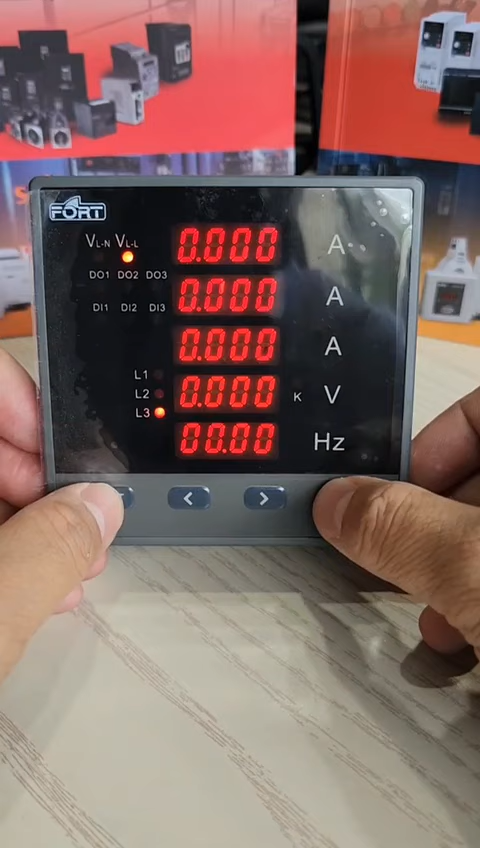 FORT
VL-N VL-L
0.000 A
DO1 DO2 DO3
0.000 A
DI1 DI2 DI3
0.000 A
L1
L2
0.000 K V
L3
00.00 Hz
< >